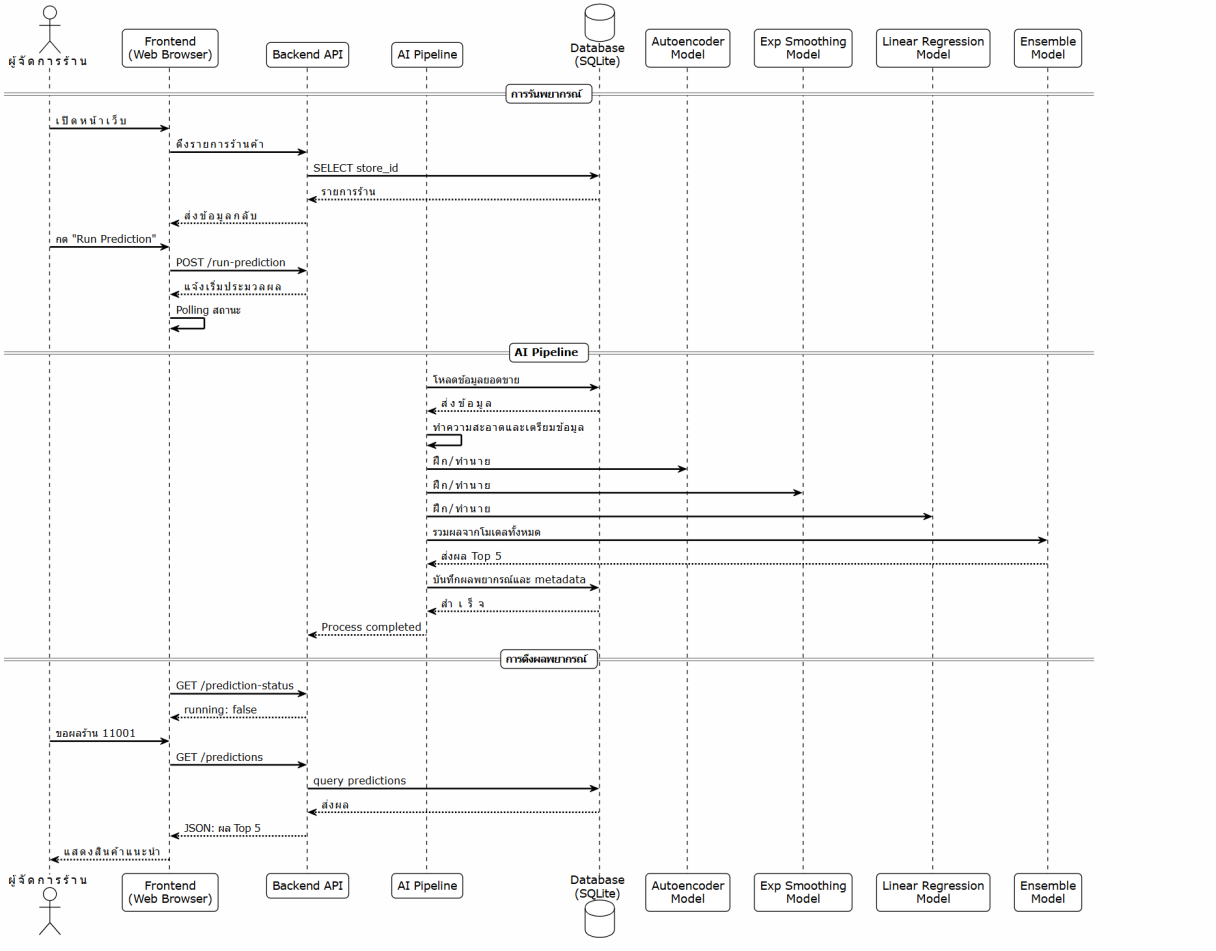 ผู้จัดการร้าน
Frontend
(Web Browser)
Backend API
AI Pipeline
Database
(SQLite)
Autoencoder
Model
Exp Smoothing
Model
Linear Regression
Model
Ensemble
Model
การรันพยากรณ์
เปิดหน้าเว็บ
ดึงรายการร้านค้า
SELECT store_id
รายการร้าน
ส่งข้อมูลกลับ
กด "Run Prediction"
POST /run-prediction
แจ้งเริ่มประมวลผล
Polling สถานะ
AI Pipeline
โหลดข้อมูลยอดขาย
ส่งข้อมูล
ทำความสะอาดและเตรียมข้อมูล
ฝึก/ทำนาย
ฝึก/ทำนาย
ฝึก/ทำนาย
รวมผลจากโมเดลทั้งหมด
ส่งผล Top 5
บันทึกผลพยากรณ์และ metadata
สำเร็จ
Process completed
การดึงผลพยากรณ์
GET /prediction-status
running: false
ขอผลร้าน 11001
GET /predictions
query predictions
ส่งผล
JSON: ผล Top 5
แสดงสินค้าแนะนำ
ผู้จัดการร้าน
Frontend
(Web Browser)
Backend API
AI Pipeline
Database
(SQLite)
Autoencoder
Model
Exp Smoothing
Model
Linear Regression
Model
Ensemble
Model